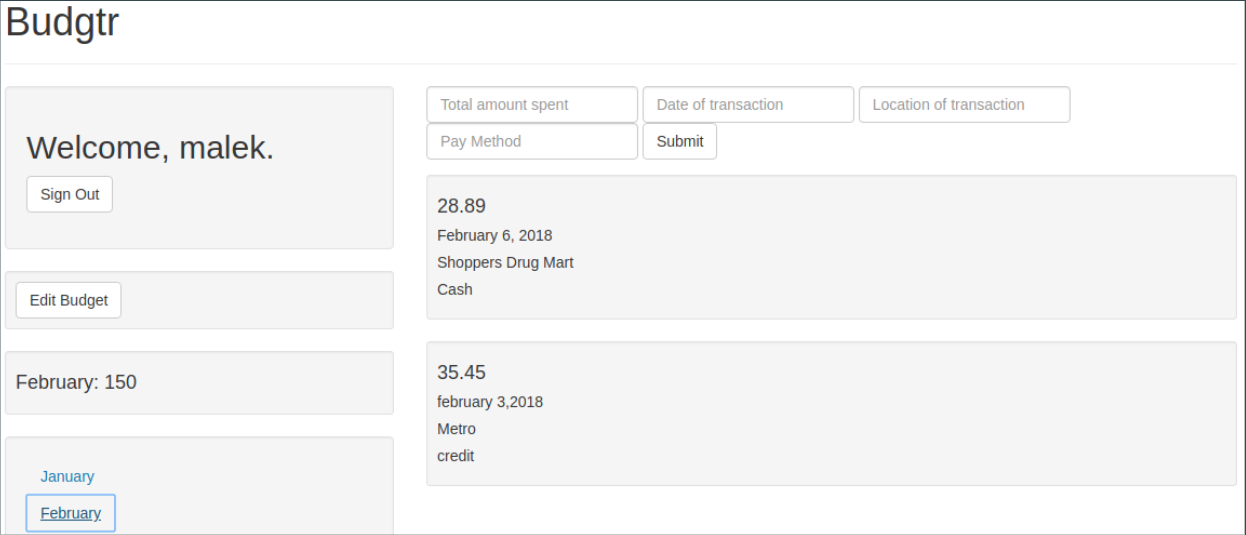 Budgtr
Welcome, malek.
Sign Out
Edit Budget
February: 150
January
February
Total amount spent
Date of transaction
Location of transaction
Pay Method
Submit
28.89
February 6, 2018
Shoppers Drug Mart
Cash
35.45
february 3,2018
Metro
credit